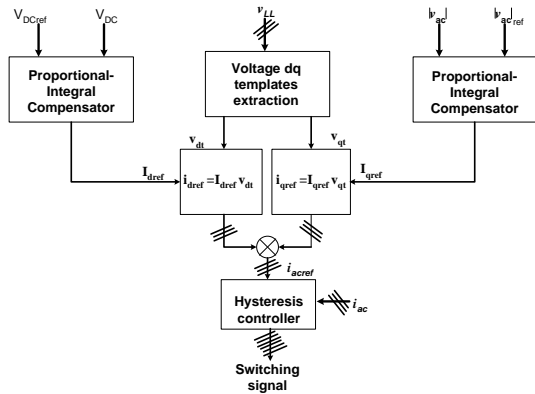 V_DCref V_DC
v_LL
|v_ac| |v_ac|_ref
Proportional-
Integral
Compensator
Voltage dq
templates
extraction
Proportional-
Integral
Compensator
v_dt
v_qt
I_dref
I_qref
i_dref =I_dref v_dt
i_qref =I_qref v_qt
i_acref
Hysteresis
controller
i_ac
Switching
signal